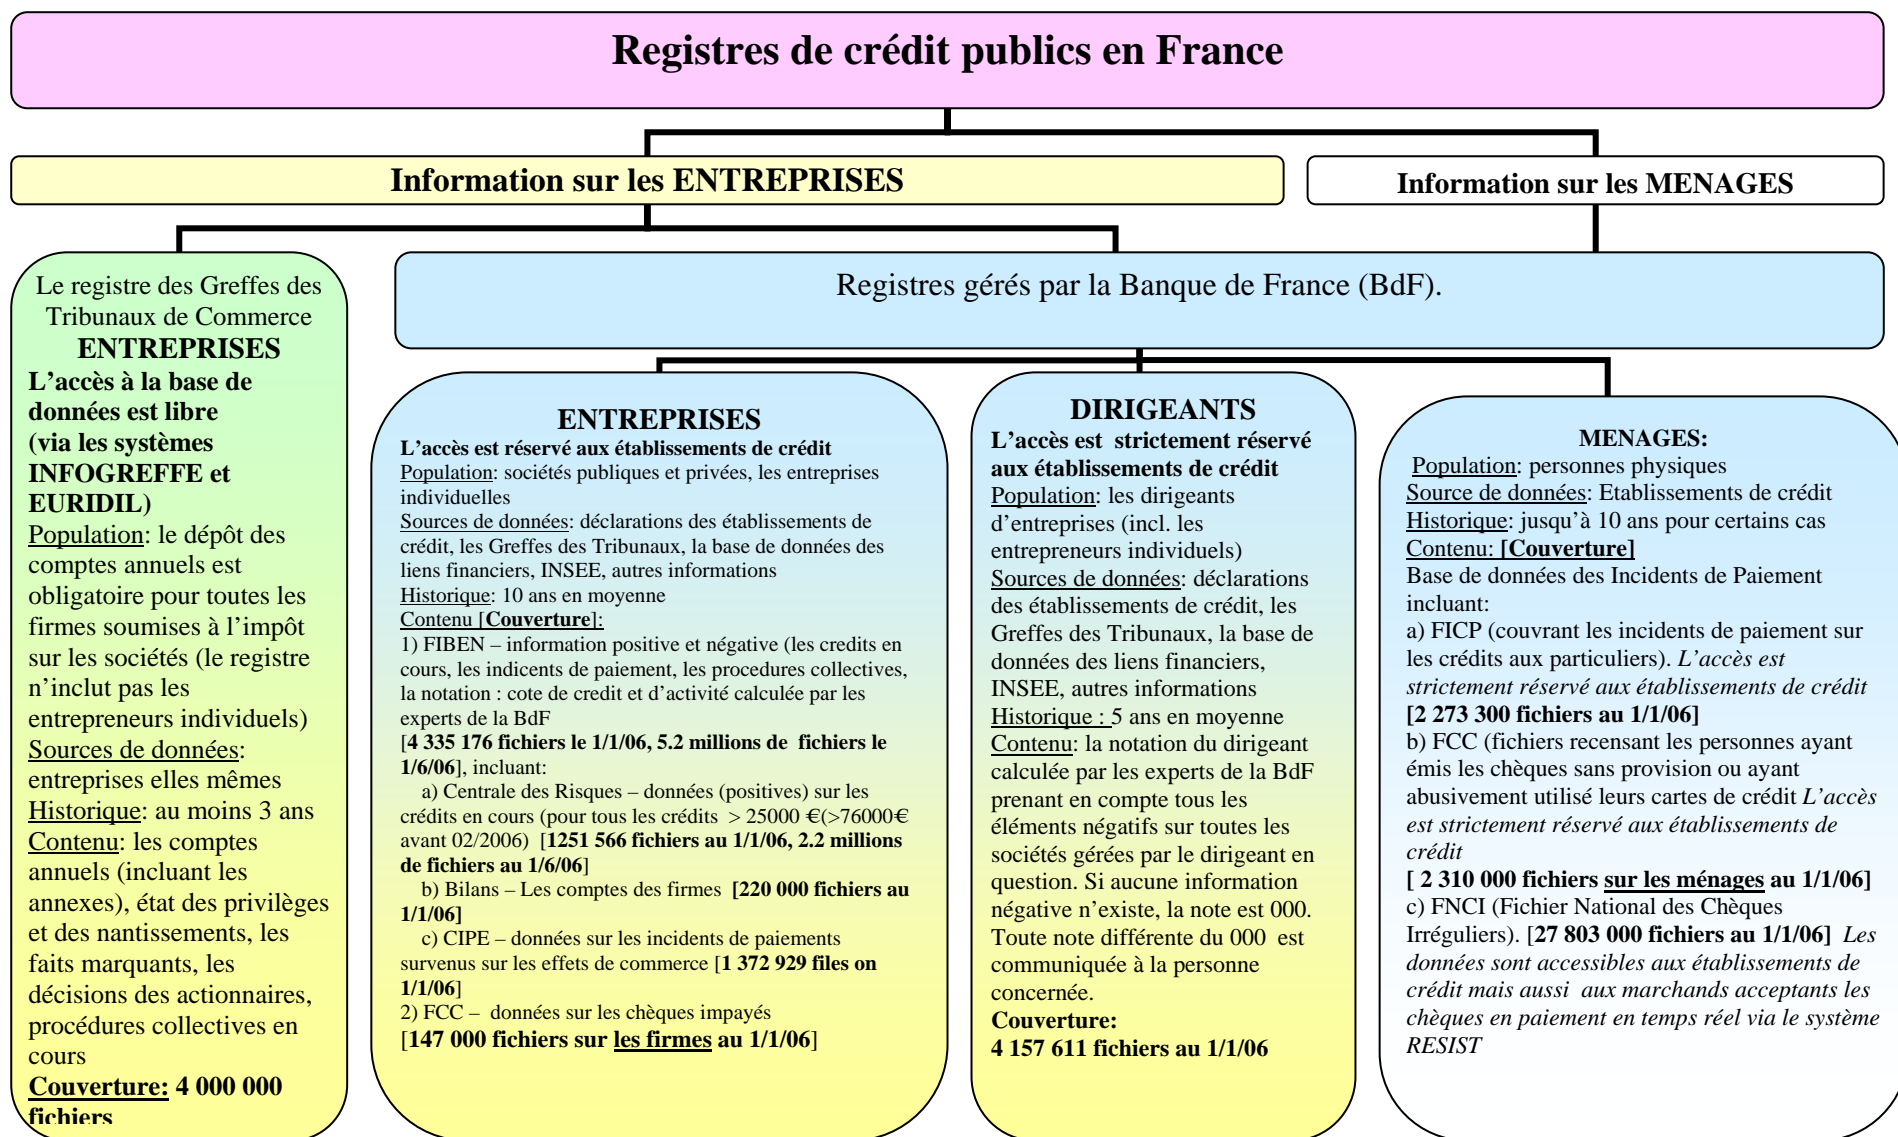 Registres de crédit publics en France
Information sur les ENTREPRISES
Information sur les MENAGES
Le registre des Greffes des
Tribunaux de Commerce
ENTREPRISES
L’accès à la base de
données est libre
(via les systèmes
INFOGREFFE et
EURIDIL)
Population: le dépôt des
comptes annuels est
obligatoire pour toutes les
firmes soumises à l’impôt
sur les sociétés (le registre
n’inclut pas les
entrepreneurs individuels)
Sources de données:
entreprises elles mêmes
Historique: au moins 3 ans
Contenu: les comptes
annuels (incluant les
annexes), état des privilèges
et des nantissements, les
faits marquants, les
décisions des actionnaires,
procédures collectives en
cours
Couverture: 4 000 000
fichiers
Registres gérés par la Banque de France (BdF).
ENTREPRISES
L’accès est réservé aux établissements de crédit
Population: sociétés publiques et privées, les entreprises
individuelles
Sources de données: déclarations des établissements de
crédit, les Greffes des Tribunaux, la base de données des
liens financiers, INSEE, autres informations
Historique: 10 ans en moyenne
Contenu [Couverture]:
1) FIBEN – information positive et négative (les credits en
cours, les indicents de paiement, les procedures collectives,
la notation : cote de credit et d’activité calculée par les
experts de la BdF
[4 335 176 fichiers le 1/1/06, 5.2 millions de fichiers le
1/6/06], incluant:
a) Centrale des Risques – données (positives) sur les
crédits en cours (pour tous les crédits > 25000 €(>76000€
avant 02/2006) [1251 566 fichiers au 1/1/06, 2.2 millions
de fichiers au 1/6/06]
b) Bilans – Les comptes des firmes [220 000 fichiers au
1/1/06]
c) CIPE – données sur les incidents de paiements
survenus sur les effets de commerce [1 372 929 files on
1/1/06]
2) FCC – données sur les chèques impayés
[147 000 fichiers sur les firmes au 1/1/06]
DIRIGEANTS
L’accès est strictement réservé
aux établissements de crédit
Population: les dirigeants
d’entreprises (incl. les
entrepreneurs individuels)
Sources de données: déclarations
des établissements de crédit, les
Greffes des Tribunaux, la base de
données des liens financiers,
INSEE, autres informations
Historique : 5 ans en moyenne
Contenu: la notation du dirigeant
calculée par les experts de la BdF
prenant en compte tous les
éléments négatifs sur toutes les
sociétés gérées par le dirigeant en
question. Si aucune information
négative n’existe, la note est 000.
Toute note différente du 000 est
communiquée à la personne
concernée.
Couverture:
4 157 611 fichiers au 1/1/06
MENAGES:
Population: personnes physiques
Source de données: Etablissements de crédit
Historique: jusqu’à 10 ans pour certains cas
Contenu: [Couverture]
Base de données des Incidents de Paiement
incluant:
a) FICP (couvrant les incidents de paiement sur
les crédits aux particuliers). L’accès est
strictement réservé aux établissements de crédit
[2 273 300 fichiers au 1/1/06]
b) FCC (fichiers recensant les personnes ayant
émis les chèques sans provision ou ayant
abusivement utilisé leurs cartes de crédit L’accès
est strictement réservé aux établissements de
crédit
[ 2 310 000 fichiers sur les ménages au 1/1/06]
c) FNCI (Fichier National des Chèques
Irréguliers). [27 803 000 fichiers au 1/1/06] Les
données sont accessibles aux établissements de
crédit mais aussi aux marchands acceptants les
chèques en paiement en temps réel via le système
RESIST